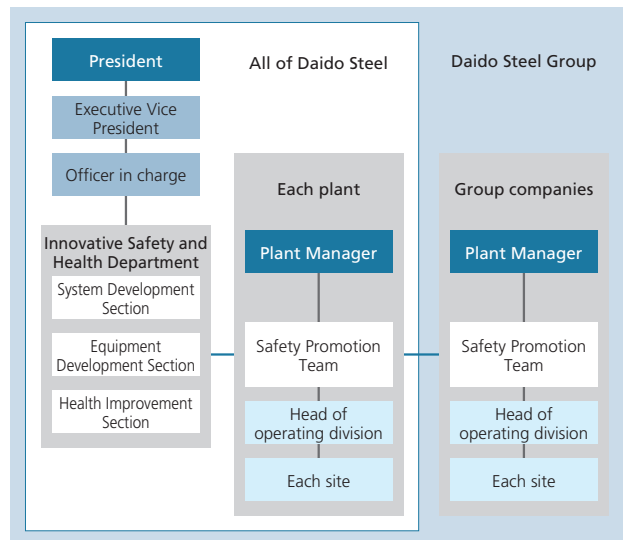 President
All of Daido Steel
Daido Steel Group
Executive Vice
President
Officer in charge
Innovative Safety and
Health Department
System Development
Section
Equipment
Development Section
Health Improvement
Section
Each plant
Plant Manager
Safety Promotion
Team
Head of
operating division
Each site
Group companies
Plant Manager
Safety Promotion
Team
Head of
operating division
Each site